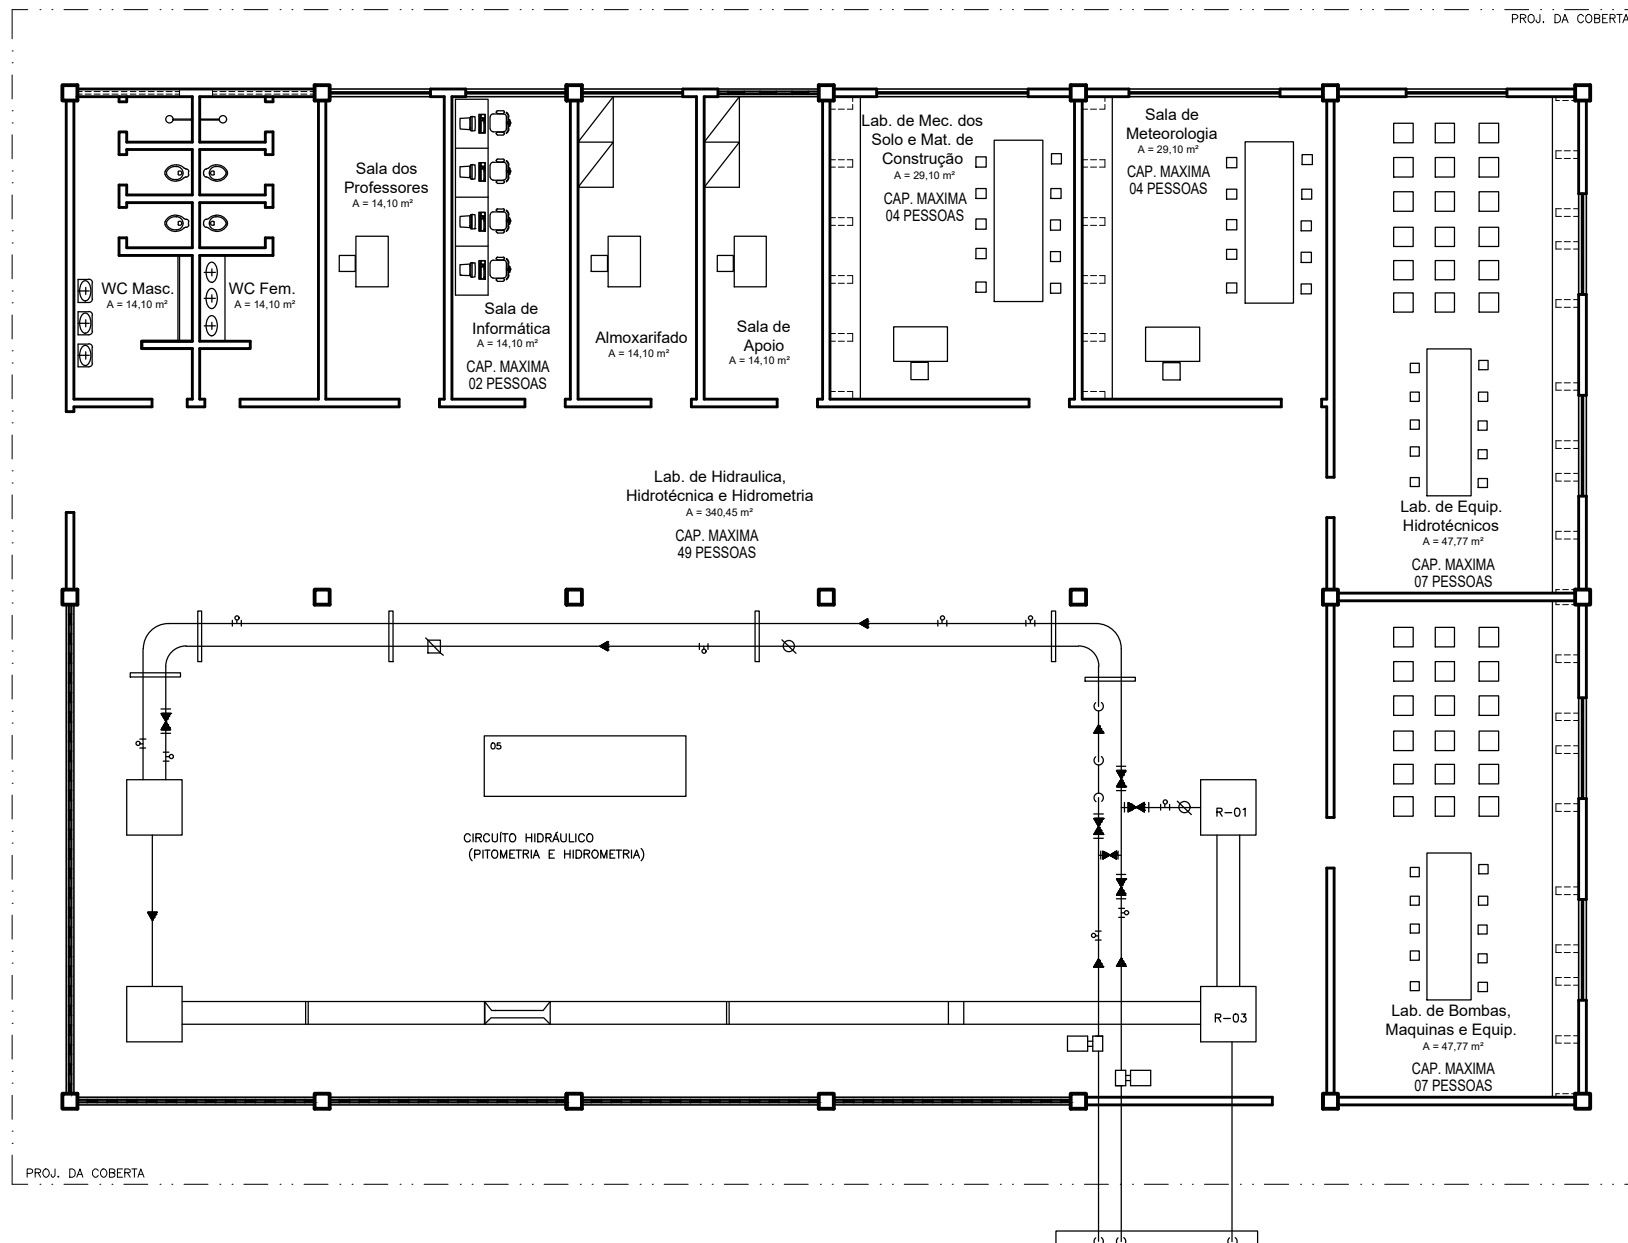 PROJ. DA COBERTA
Lab. de Mec. dos
Solo e Mat. de
Construção
A = 29,10 m²
CAP. MAXIMA
04 PESSOAS
Sala de
Meteorologia
A = 29,10 m²
CAP. MAXIMA
04 PESSOAS
Sala dos
Professores
A = 14,10 m²
WC Masc.
A = 14,10 m²
WC Fem.
A = 14,10 m²
Sala de
Informática
A = 14,10 m²
CAP. MAXIMA
02 PESSOAS
Almoxarifado
A = 14,10 m²
Sala de
Apoio
A = 14,10 m²
Lab. de Hidraulica,
Hidrotécnica e Hidrometria
A = 340,45 m²
CAP. MAXIMA
49 PESSOAS
Lab. de Equip.
Hidrotécnicos
A = 47,77 m²
CAP. MAXIMA
07 PESSOAS
05
CIRCUÍTO HIDRÁULICO
(PITOMETRIA E HIDROMETRIA)
R-01
R-03
Lab. de Bombas,
Maquinas e Equip.
A = 47,77 m²
CAP. MAXIMA
07 PESSOAS
PROJ. DA COBERTA